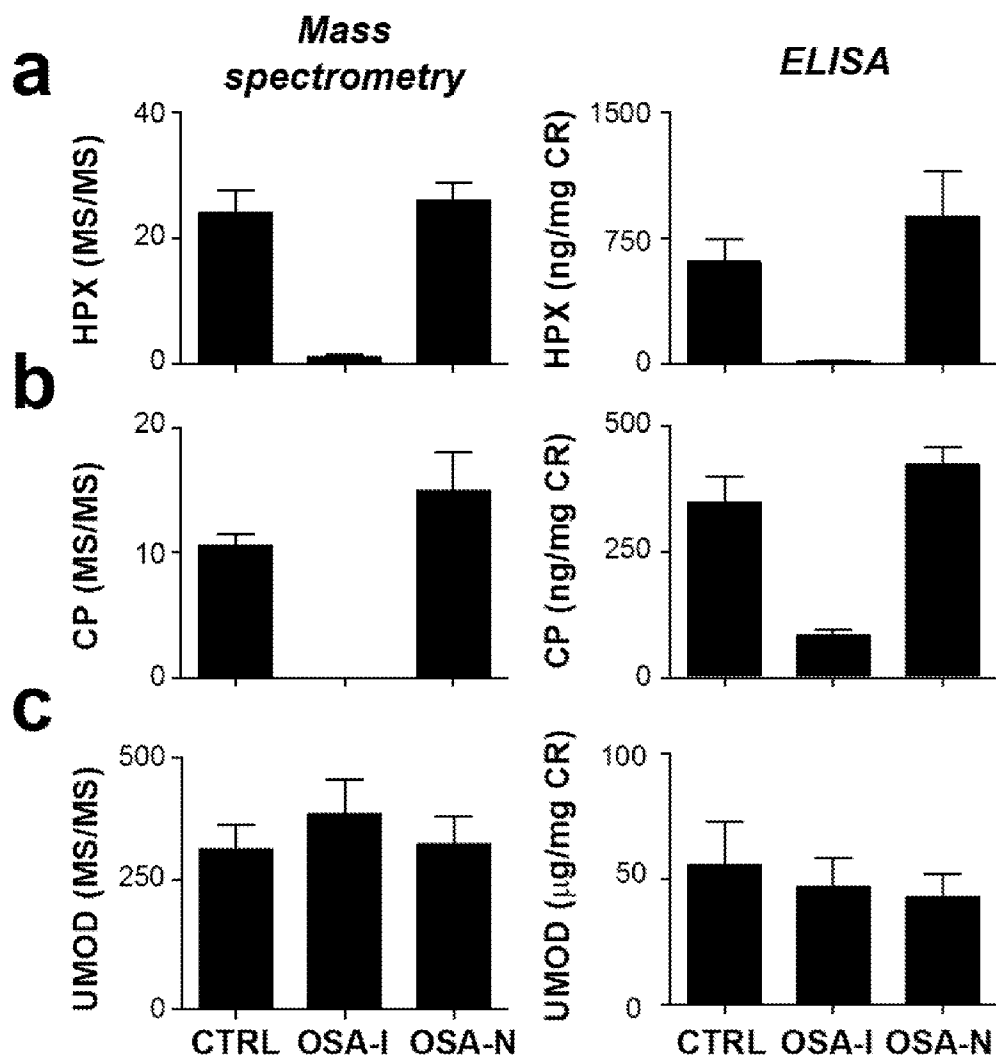 Mass
spectrometry
ELISA
a
HPX (MS/MS)
40
20
0
HPX (ng/mg CR)
1500
750
0
b
CP (MS/MS)
20
10
0
CP (ng/mg CR)
500
250
0
c
UMOD (MS/MS)
500
250
0
UMOD (µg/mg CR)
100
50
0
CTRL OSA-I OSA-N
CTRL OSA-I OSA-N